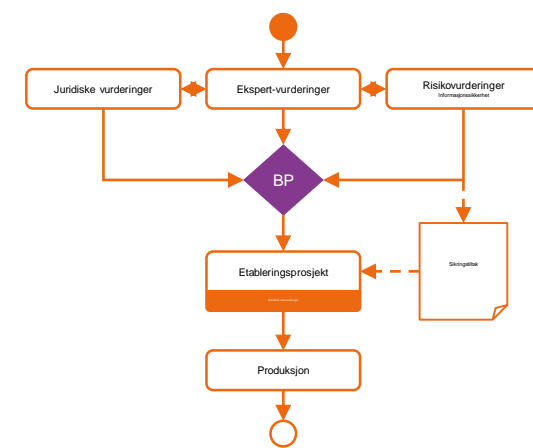 Juridiske vurderinger
Ekspert-vurderinger
Risikovurderinger
Informasjonssikkerhet
BP
Etableringsprosjekt
Sikringstiltak
Produksjon